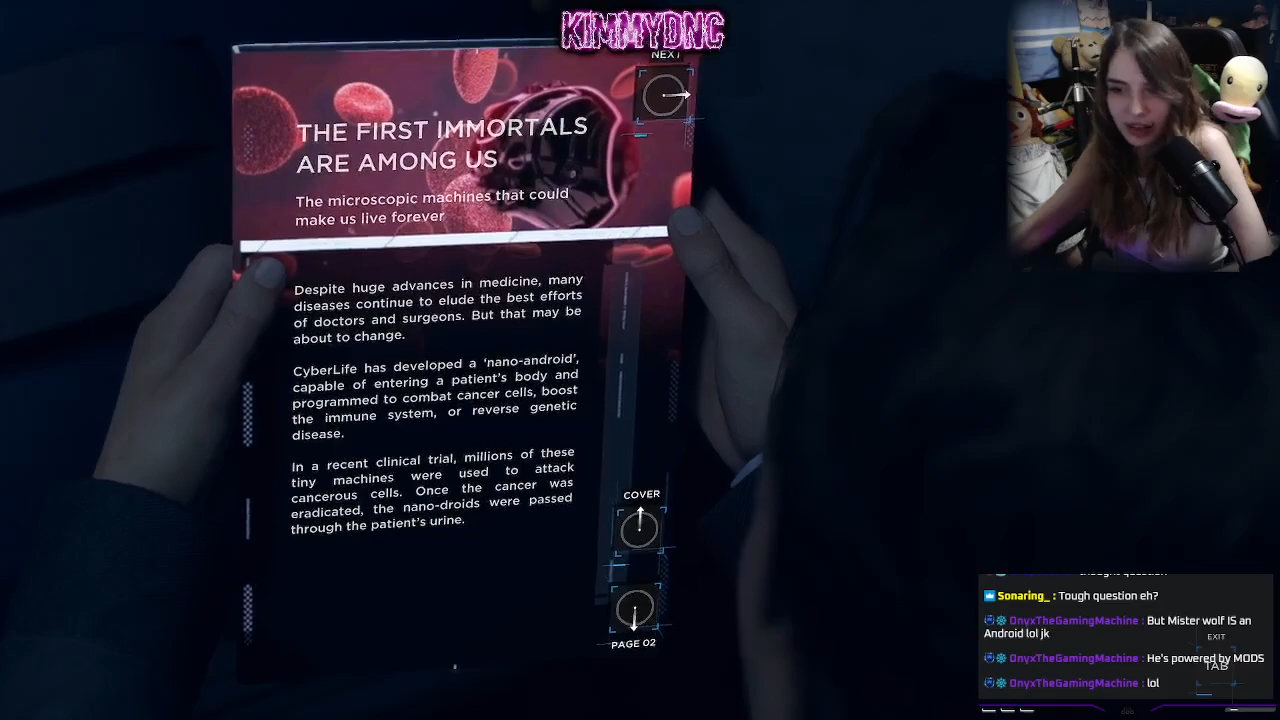 KIMMYDNC
NEXT
THE FIRST IMMORTALS
ARE AMONG US
The microscopic machines that could
make us live forever
Despite huge advances in medicine, many
diseases continue to elude the best efforts
of doctors and surgeons. But that may be
about to change.
CyberLife has developed a ‘nano-android’,
capable of entering a patient’s body and
programmed to combat cancer cells, boost
the immune system, or reverse genetic
disease.
In a recent clinical trial, millions of these
tiny machines were used to attack
cancerous cells. Once the cancer was
eradicated, the nano-droids were passed
through the patient’s urine.
COVER
PAGE 02
Sonaring_ : Tough question eh?
OnyxTheGamingMachine : But Mister wolf IS an
Android lol jk
EXIT
OnyxTheGamingMachine : He's powered by MODS
TAB
OnyxTheGamingMachine : lol